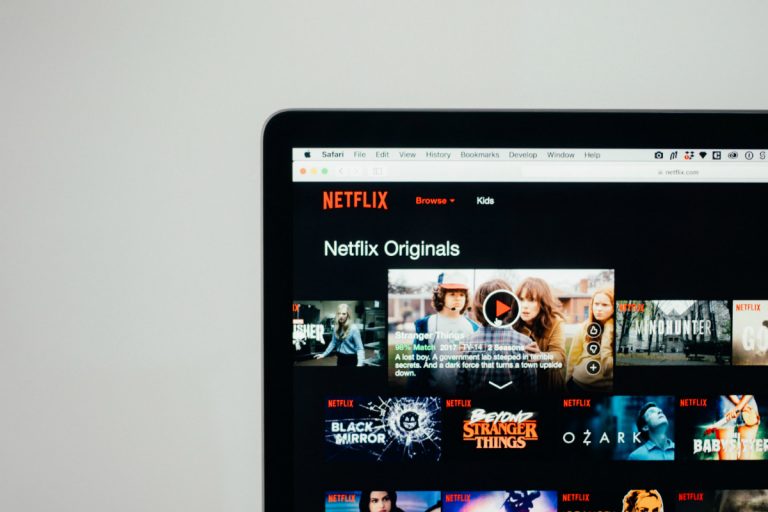 Safari File Edit View History Bookmarks Develop Window Help
netflix.com
NETFLIX Browse Kids
Netflix Originals
NETFLIX
NETFLIX
Stranger Things
98% Match 2017 TV-14 2 Seasons
A lost boy. A government lab steeped in terrible
secrets. And a dark force that turns a town upside
down.
MINDHUNTER
GO
NETFLIX NETFLIX NETFLIX NETFLIX
BLACK MIRROR
BEYOND
STRANGER
THINGS
OZARK
NETFLIX NETFLIX NETFLIX NETFLIX